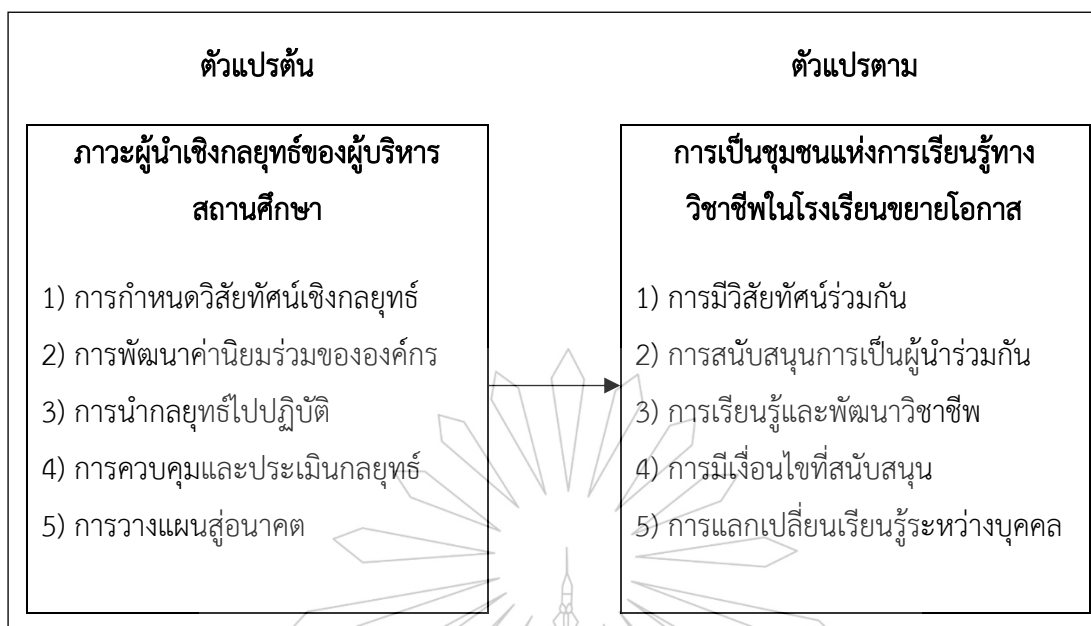 ตัวแปรต้น
ภาวะผู้นำเชิงกลยุทธ์ของผู้บริหาร
สถานศึกษา
1) การกำหนดวิสัยทัศน์เชิงกลยุทธ์
2) การพัฒนาค่านิยมร่วมขององค์กร
3) การนำกลยุทธ์ไปปฏิบัติ
4) การควบคุมและประเมินกลยุทธ์
5) การวางแผนสู่อนาคต
ตัวแปรตาม
การเป็นชุมชนแห่งการเรียนรู้ทาง
วิชาชีพในโรงเรียนขยายโอกาส
1) การมีวิสัยทัศน์ร่วมกัน
2) การสนับสนุนการเป็นผู้นำร่วมกัน
3) การเรียนรู้และพัฒนาวิชาชีพ
4) การมีเงื่อนไขที่สนับสนุน
5) การแลกเปลี่ยนเรียนรู้ระหว่างบุคคล